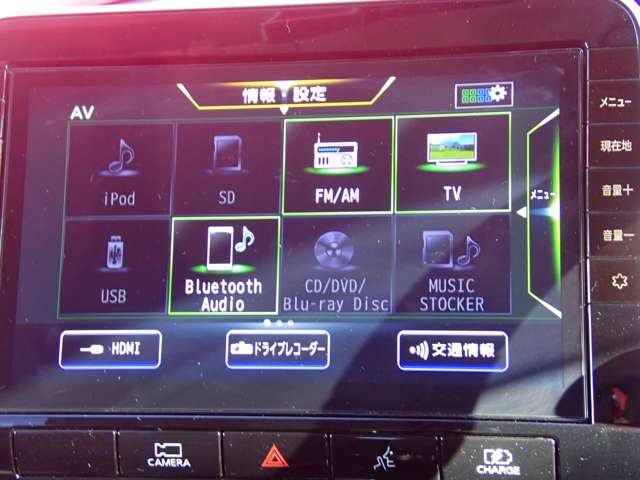 情報・設定
AV
メニュー
iPod
SD
FM/AM
TV
現在地
メニュー
音量+
USB
Bluetooth
Audio
CD/DVD/
Blu-ray Disc
MUSIC
STOCKER
音量-
HDMI
ドライブレコーダー
交通情報
CAMERA
CHARGE